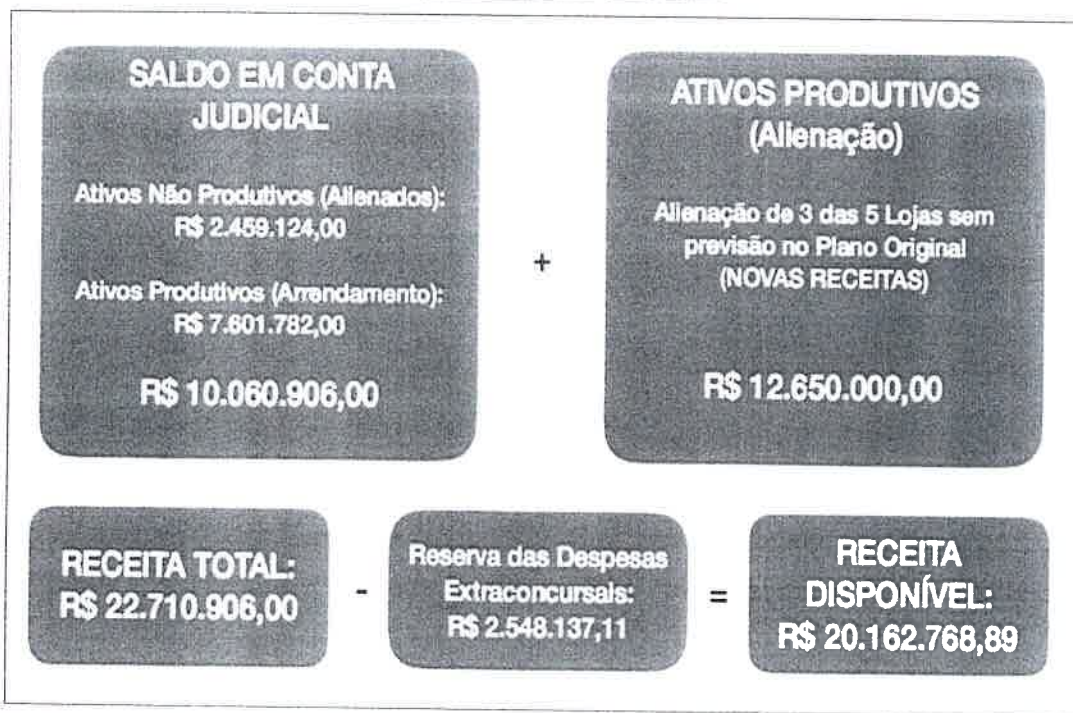 SALDO EM CONTA
JUDICIAL
Ativos Não Produtivos (Alienados):
R$ 2.459.124,00
Ativos Produtivos (Arrendamento):
R$ 7.601.782,00
R$ 10.060.906,00
+
ATIVOS PRODUTIVOS
(Alienação)
Alienação de 3 das 5 Lojas sem
previsão no Plano Original
(NOVAS RECEITAS)
R$ 12.650.000,00
RECEITA TOTAL:
R$ 22.710.906,00
-
Reserva das Despesas
Extraconcursais:
R$ 2.548.137,11
=
RECEITA
DISPONÍVEL:
R$ 20.162.768,89